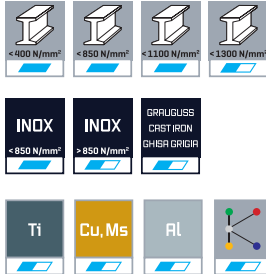 <400 N/mm²
<850 N/mm²
<1100 N/mm²
<1300 N/mm²
INOX
<850 N/mm²
INOX
>850 N/mm²
GRAUGUSS
CAST IRON
GHISA GRIGIA
Ti
Cu, Ms
Al